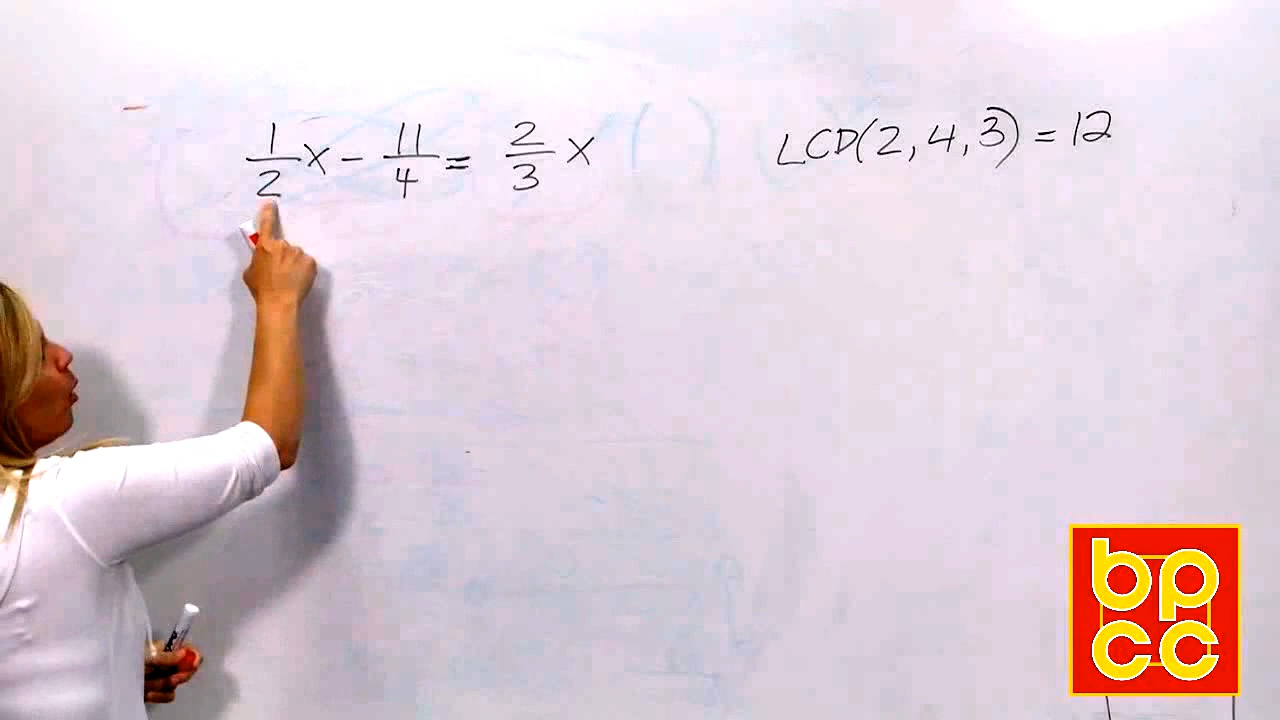 1/2 x - 11/4 = 2/3 x
LCD(2, 4, 3) = 12
bpcc